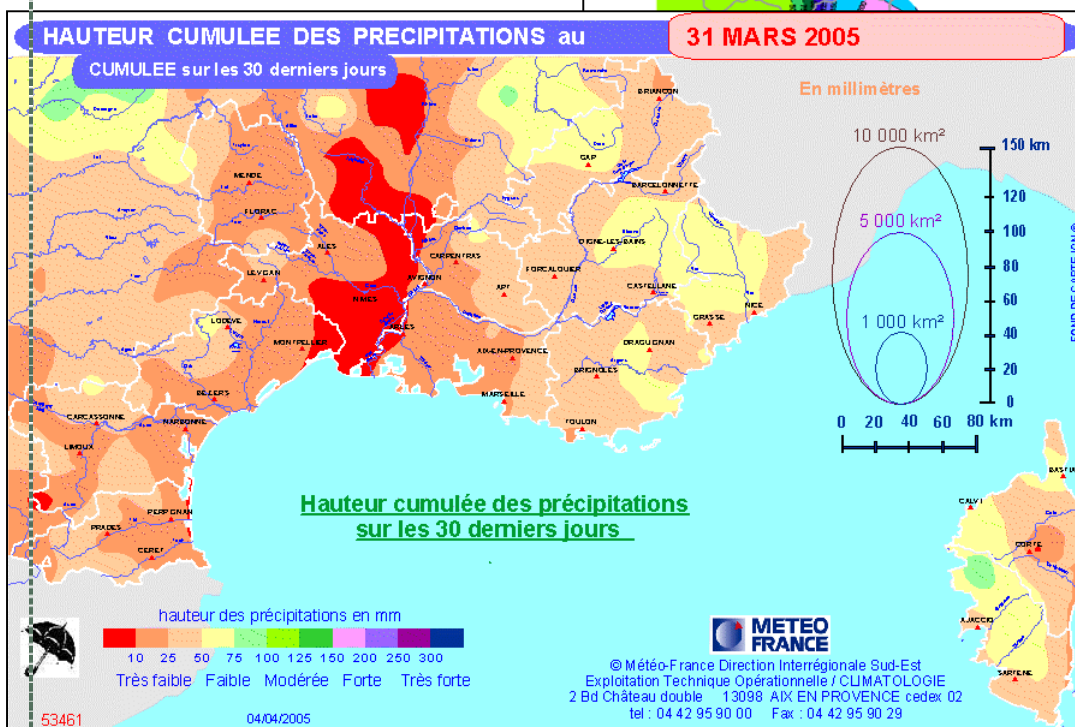 HAUTEUR CUMULEE DES PRECIPITATIONS au
31 MARS 2005
CUMULEE sur les 30 derniers jours
En millimètres
10 000 km²
5 000 km²
1 000 km²
150 km
120
100
80
60
40
20
0
0 20 40 60 80 km
BRIANCON
GAP
BARCELONNETTE
MENDE
FLORAC
ALES
LEVIGAN
CARPENTRAS
AVIGNON
DIGNE-LES-BAINS
FORCALQUIER
APT
CASTELLANE
NIMES
NICE
GRASSE
LODEVE
ARLES
MONTPELLIER
DRAGUIGNAN
AIX-EN-PROVENCE
BRIGNOLES
BEZIERS
MARSEILLE
CARCASSONNE
NARBONNE
TOULON
LIMOUX
BASTIA
CALVI
PERPIGNAN
PRADES
CORTE
CERET
AJACCIO
SARTENE
Hauteur cumulée des précipitations
sur les 30 derniers jours
hauteur des précipitations en mm
10 25 50 75 100 125 150 200 250 300
Très faible Faible Modérée Forte Très forte
METEO
FRANCE
© Météo-France Direction Interrégionale Sud-Est
Exploitation Technique Opérationnelle / CLIMATOLOGIE
2 Bd Château double 13098 AIX EN PROVENCE cedex 02
tel : 04 42 95 90 00 Fax : 04 42 95 90 29
53461
04/04/2005